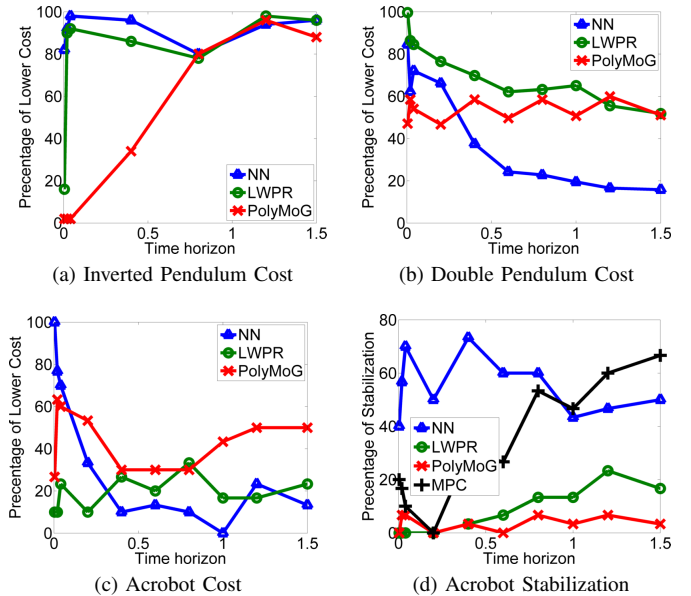 100
80
60
40
20
0
0
0.5
1
1.5
Precentage of Lower Cost
Time horizon
NN
LWPR
PolyMoG
(a) Inverted Pendulum Cost
100
80
60
40
20
0
0
0.5
1
1.5
Precentage of Lower Cost
Time horizon
NN
LWPR
PolyMoG
(b) Double Pendulum Cost
100
80
60
40
20
0
0
0.5
1
1.5
Precentage of Lower Cost
Time horizon
NN
LWPR
PolyMoG
(c) Acrobot Cost
80
60
40
20
0
0
0.5
1
1.5
Precentage of Stabilization
Time horizon
NN
LWPR
PolyMoG
MPC
(d) Acrobot Stabilization